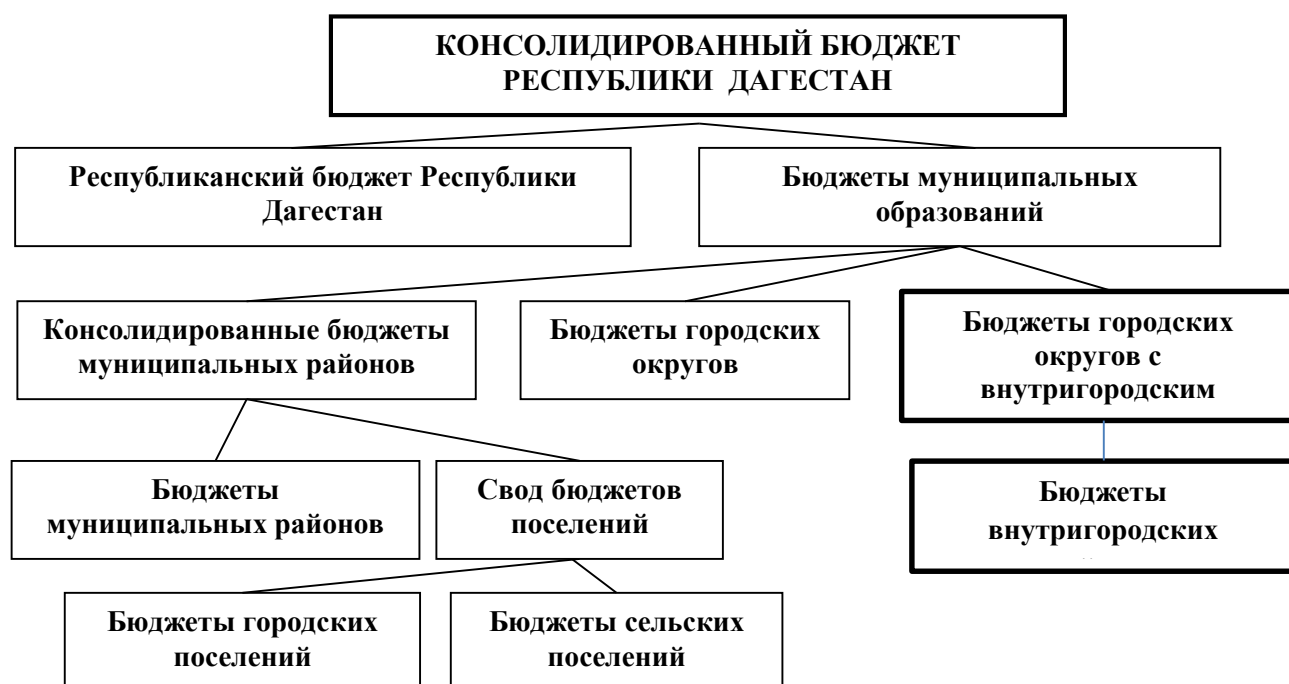 КОНСОЛИДИРОВАННЫЙ БЮДЖЕТ
РЕСПУБЛИКИ ДАГЕСТАН
Республиканский бюджет Республики
Дагестан
Бюджеты муниципальных
образований
Консолидированные бюджеты
муниципальных районов
Бюджеты городских
округов
Бюджеты городских
округов с
внутригородским
Бюджеты
муниципальных районов
Свод бюджетов
поселений
Бюджеты
внутригородских
Бюджеты городских
поселений
Бюджеты сельских
поселений